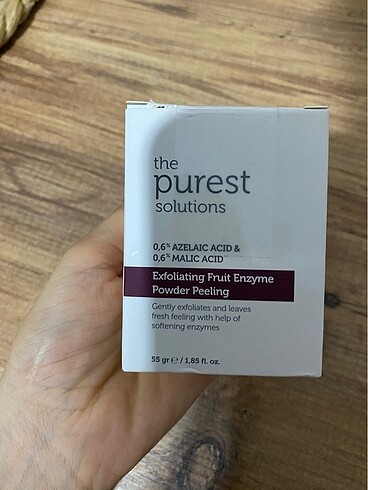 the
purest
solutions
0,6% AZELAIC ACID &
0,6% MALIC ACID
Exfoliating Fruit Enzyme
Powder Peeling
Gently exfoliates and leaves
fresh feeling with help of
softening enzymes
55 gr ℮ / 1,85 fl. oz.